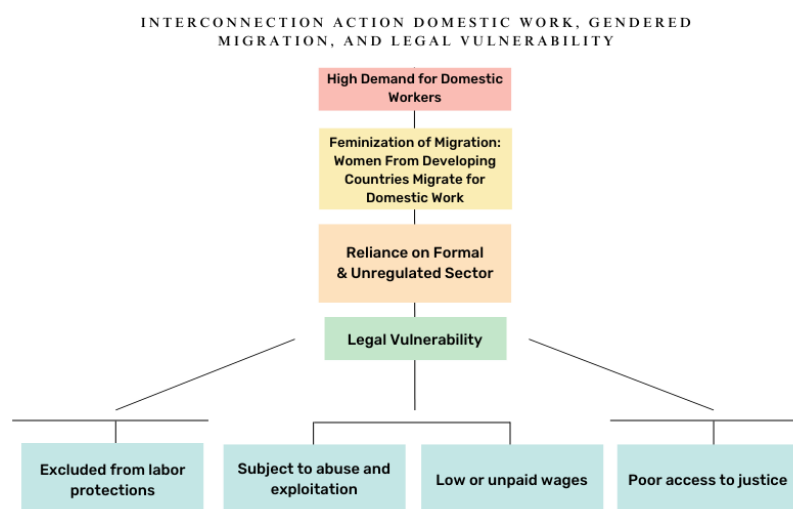 INTERCONNECTION ACTION DOMESTIC WORK, GENDERED
MIGRATION, AND LEGAL VULNERABILITY
High Demand for Domestic
Workers
Feminization of Migration:
Women From Developing
Countries Migrate for
Domestic Work
Reliance on Formal
& Unregulated Sector
Legal Vulnerability
Excluded from labor
protections
Subject to abuse and
exploitation
Low or unpaid wages
Poor access to justice